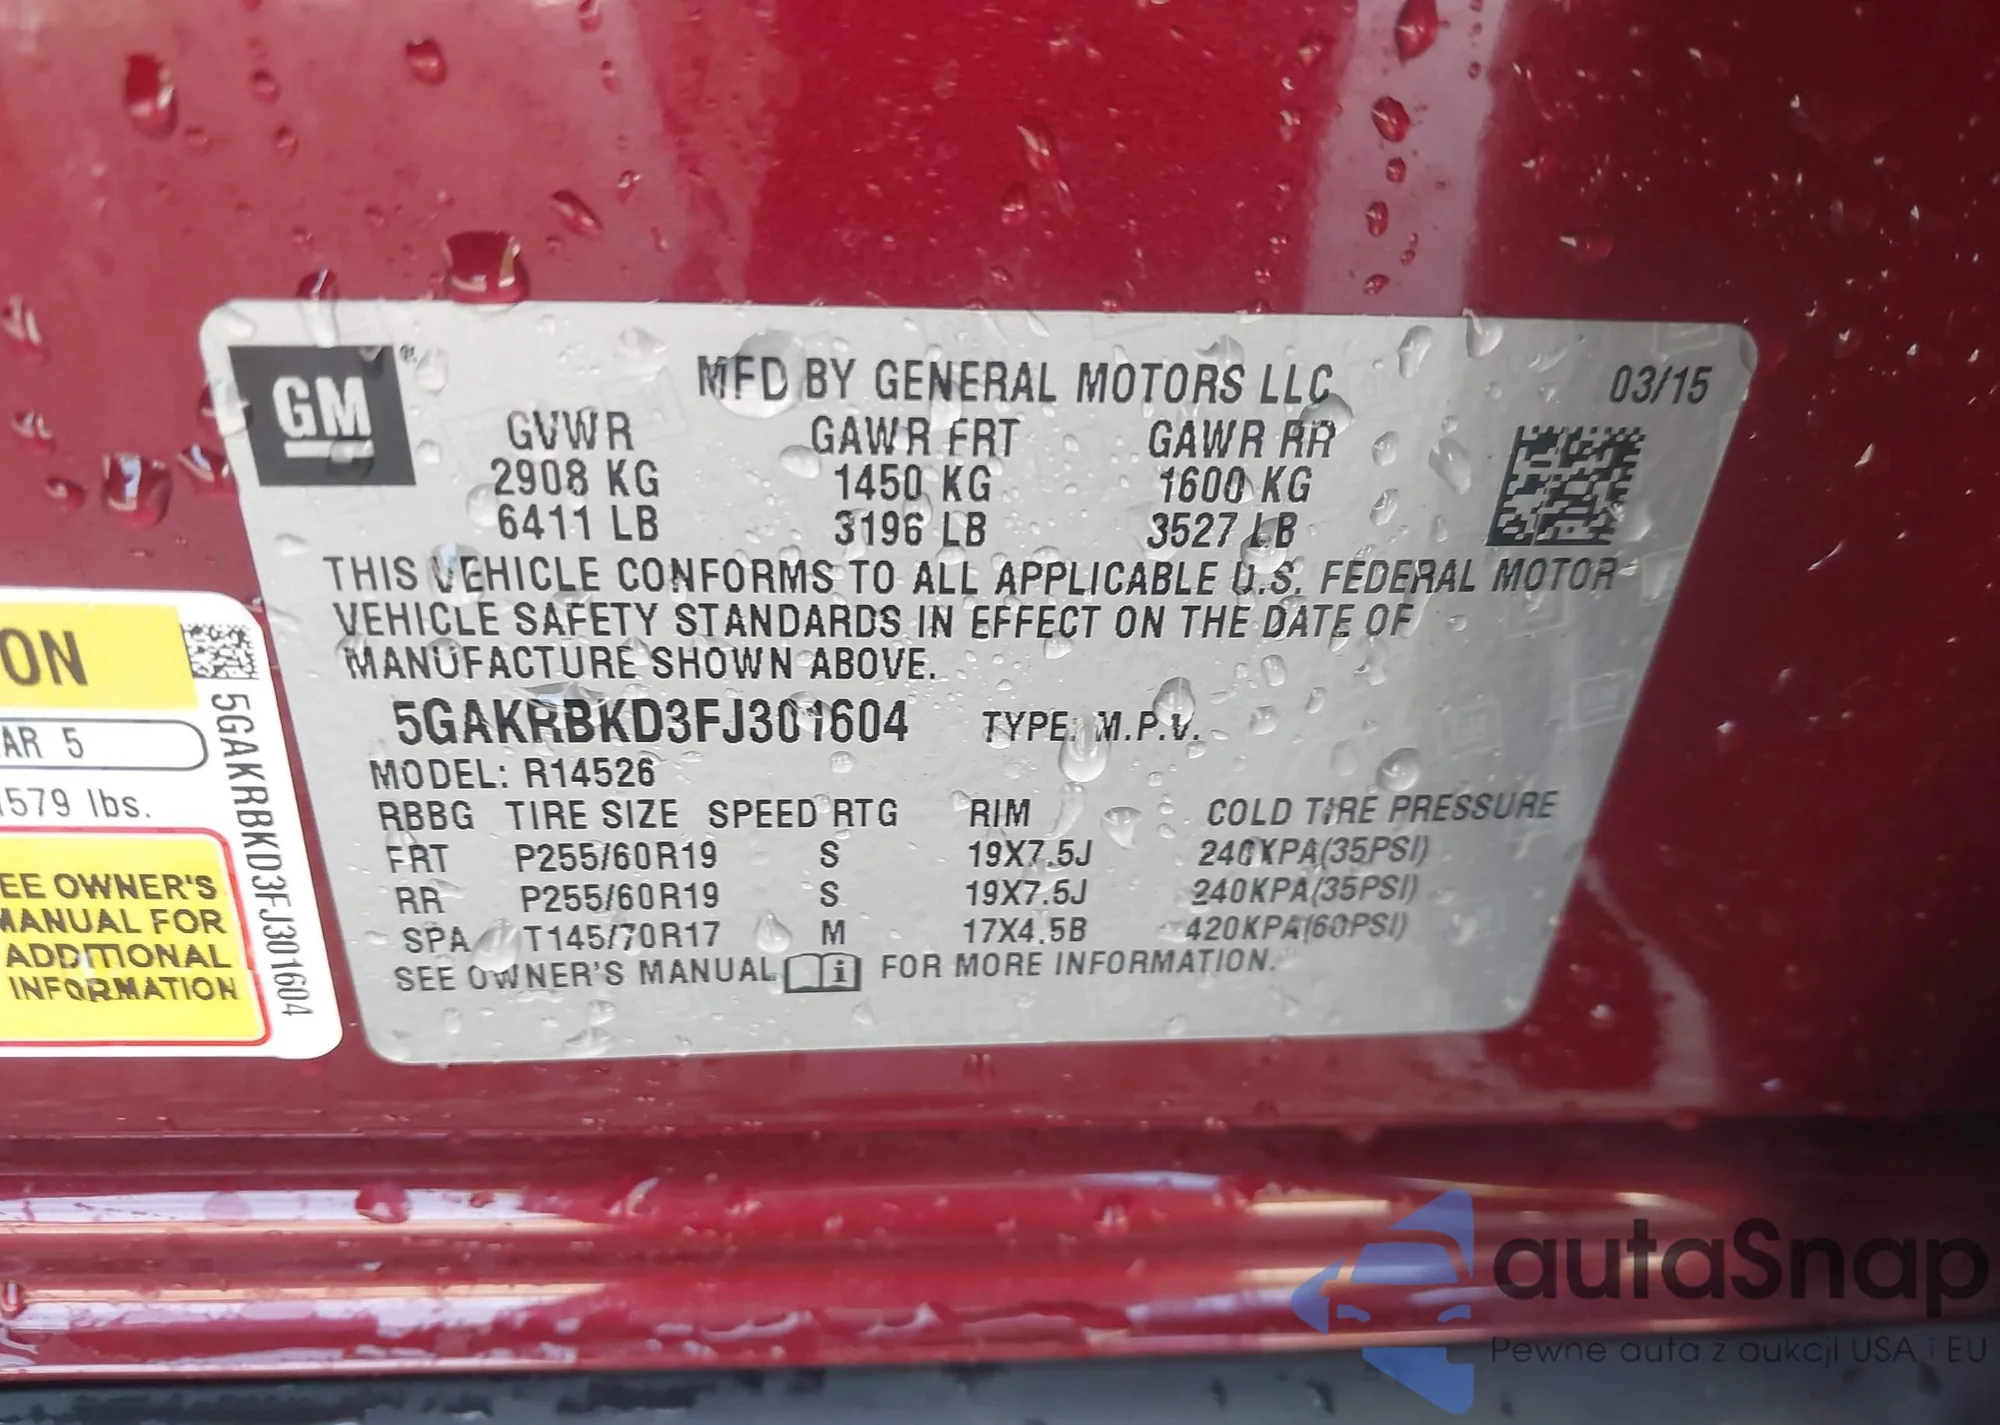 GM
MFD BY GENERAL MOTORS LLC 03/15
GVWR GAWR FRT GAWR RR
2908 KG 1450 KG 1600 KG
6411 LB 3196 LB 3527 LB
THIS VEHICLE CONFORMS TO ALL APPLICABLE U.S. FEDERAL MOTOR
VEHICLE SAFETY STANDARDS IN EFFECT ON THE DATE OF
MANUFACTURE SHOWN ABOVE.
5GAKRBKD3FJ301604 TYPE: M.P.V.
MODEL: R14526
RBBG TIRE SIZE SPEED RTG RIM COLD TIRE PRESSURE
FRT P255/60R19 S 19X7.5J 240KPA(35PSI)
RR P255/60R19 S 19X7.5J 240KPA(35PSI)
SPA T145/70R17 M 17X4.5B 420KPA(60PSI)
SEE OWNER'S MANUAL i FOR MORE INFORMATION.
ON
AR 5
1579 lbs.
EE OWNER'S
MANUAL FOR
ADDITIONAL
INFORMATION
5GAKRBKD3FJ301604
autaSnap
Pewne auta z aukcji USA i EU